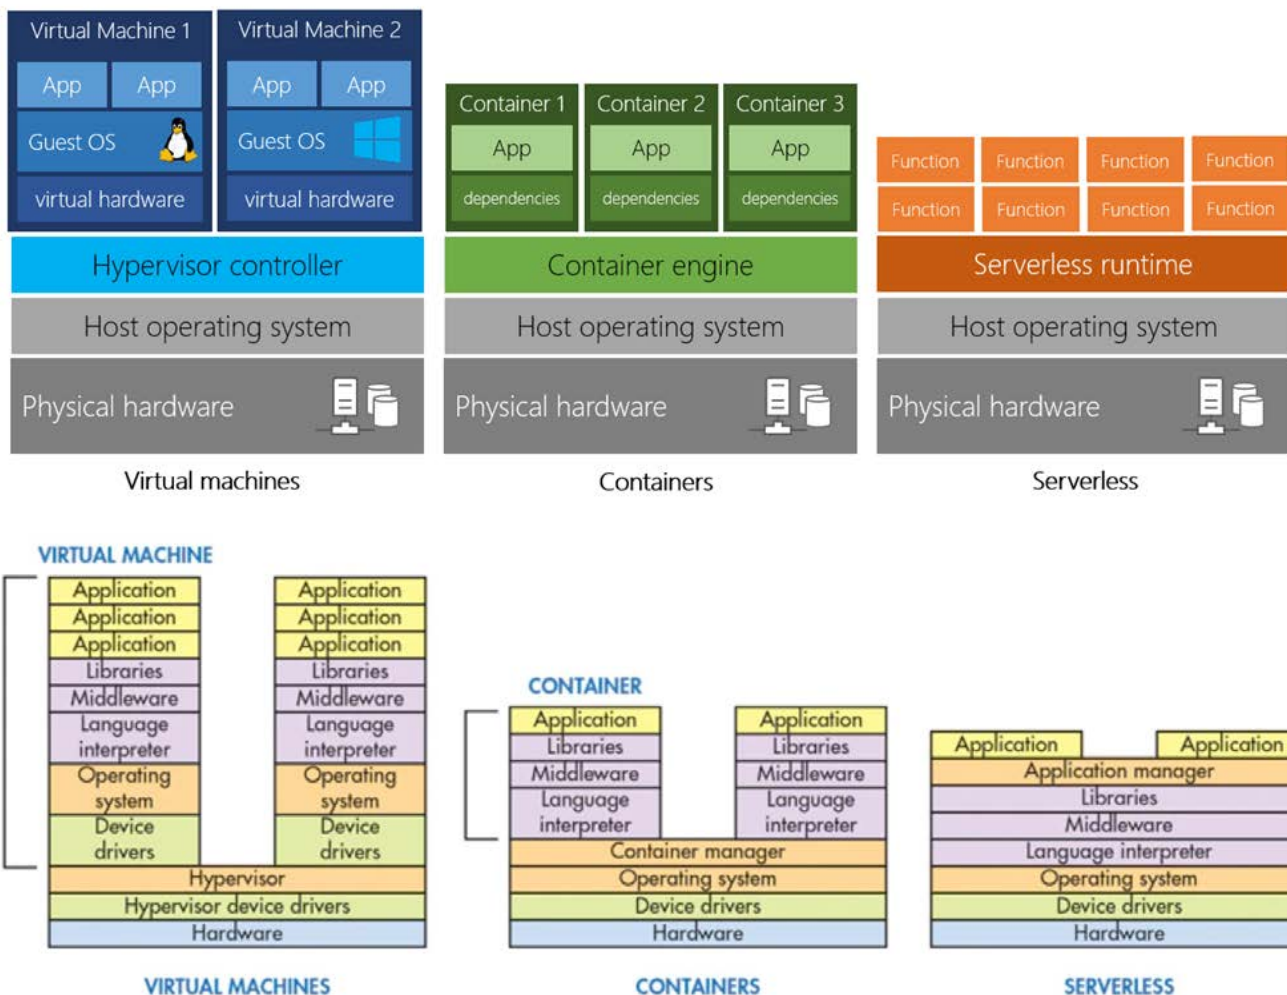 Virtual Machine 1
App App
Guest OS
virtual hardware
Virtual Machine 2
App App
Guest OS
virtual hardware
Hypervisor controller
Host operating system
Physical hardware
Virtual machines
Container 1
App
dependencies
Container 2
App
dependencies
Container 3
App
dependencies
Container engine
Host operating system
Physical hardware
Containers
Function Function Function Function
Function Function Function Function
Serverless runtime
Host operating system
Physical hardware
Serverless
VIRTUAL MACHINE
Application
Application
Application
Libraries
Middleware
Language
interpreter
Operating
system
Device
drivers
Application
Application
Application
Libraries
Middleware
Language
interpreter
Operating
system
Device
drivers
Hypervisor
Hypervisor device drivers
Hardware
VIRTUAL MACHINES
CONTAINER
Application
Libraries
Middleware
Language
interpreter
Application
Libraries
Middleware
Language
interpreter
Container manager
Operating system
Device drivers
Hardware
CONTAINERS
Application Application
Application manager
Libraries
Middleware
Language interpreter
Operating system
Device drivers
Hardware
SERVERLESS